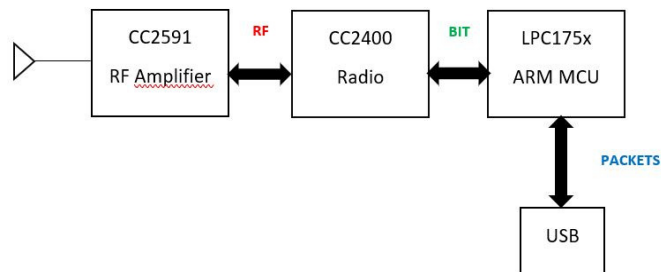 CC2591
RF Amplifier
RF
CC2400
Radio
BIT
LPC175x
ARM MCU
PACKETS
USB